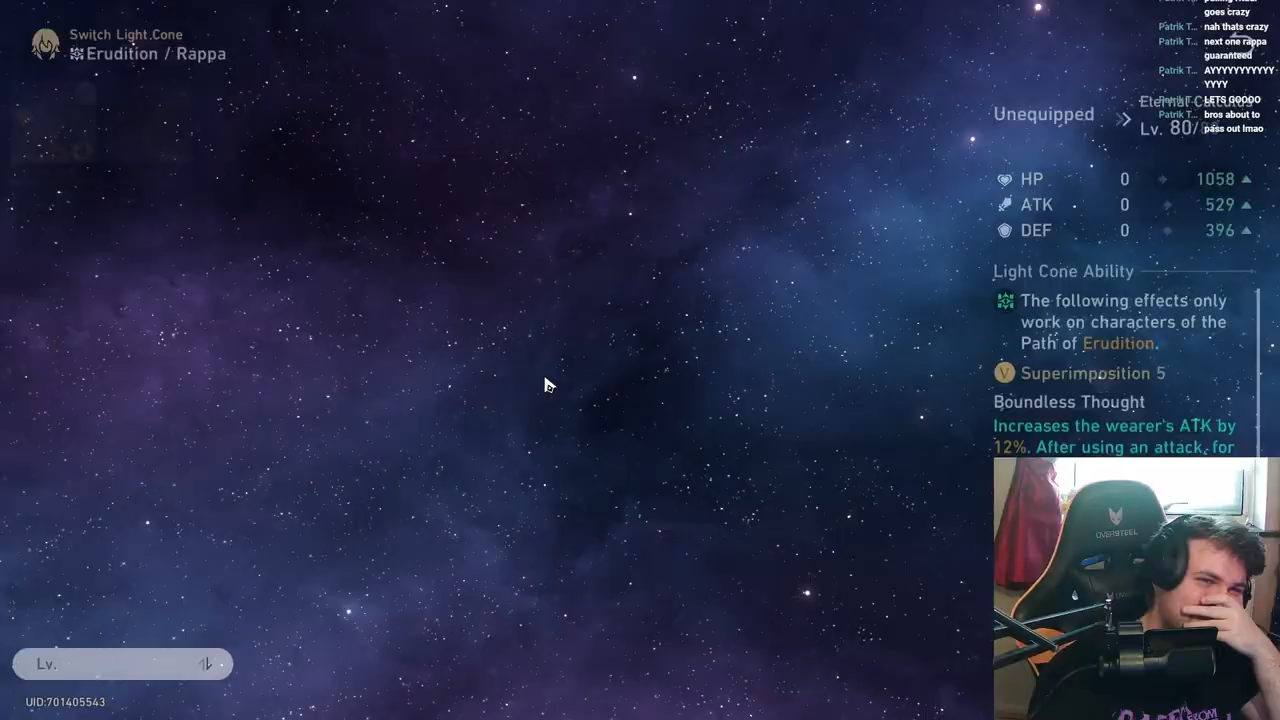 Switch Light Cone
Erudition / Rappa
goes crazy
Patrik T... nah thats crazy
Patrik T... next one rappa
guaranteed
Patrik T... AYYYYYYYYYY
YYYY
Patrik T... LETS GOOOO
Patrik T... bros about to
pass out lmao
Unequipped
Eternal Calculus
Lv. 80/
HP 0 1058
ATK 0 529
DEF 0 396
Light Cone Ability
The following effects only
work on characters of the
Path of Erudition.
V Superimposition 5
Boundless Thought
Increases the wearer's ATK by
12%. After using an attack, for
OVERSTEEL
Lv.
UID:701405543